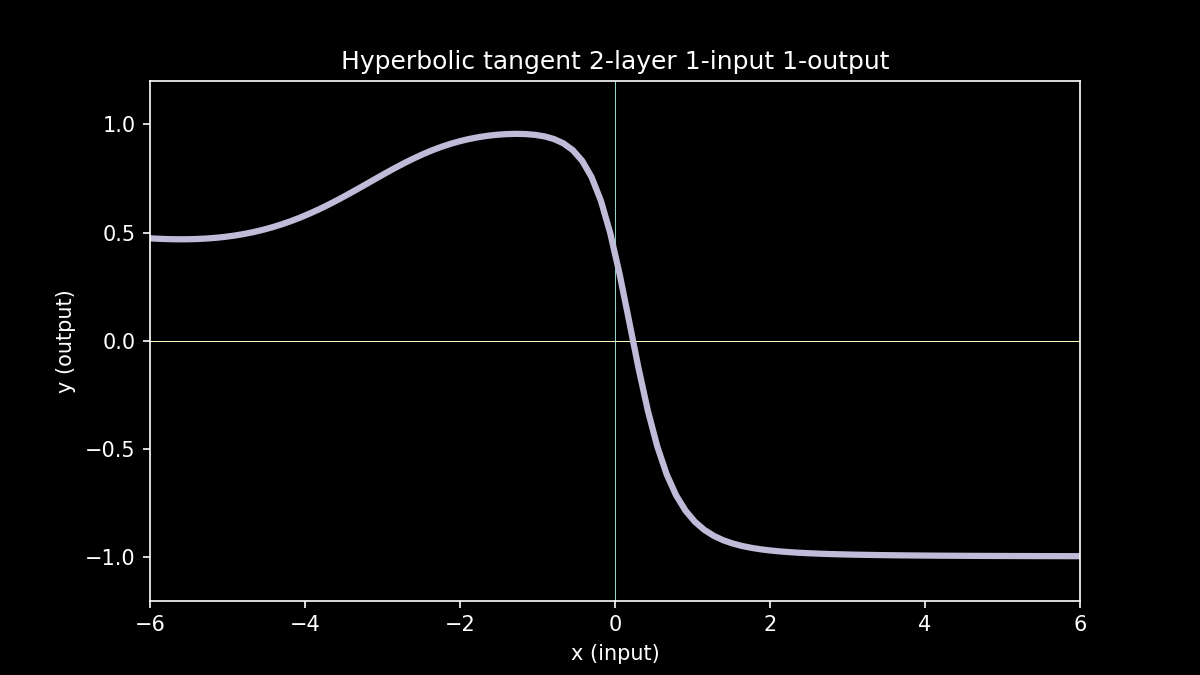 Hyperbolic tangent 2-layer 1-input 1-output
1.0
0.5
0.0
−0.5
−1.0
y (output)
−6 −4 −2 0 2 4 6
x (input)